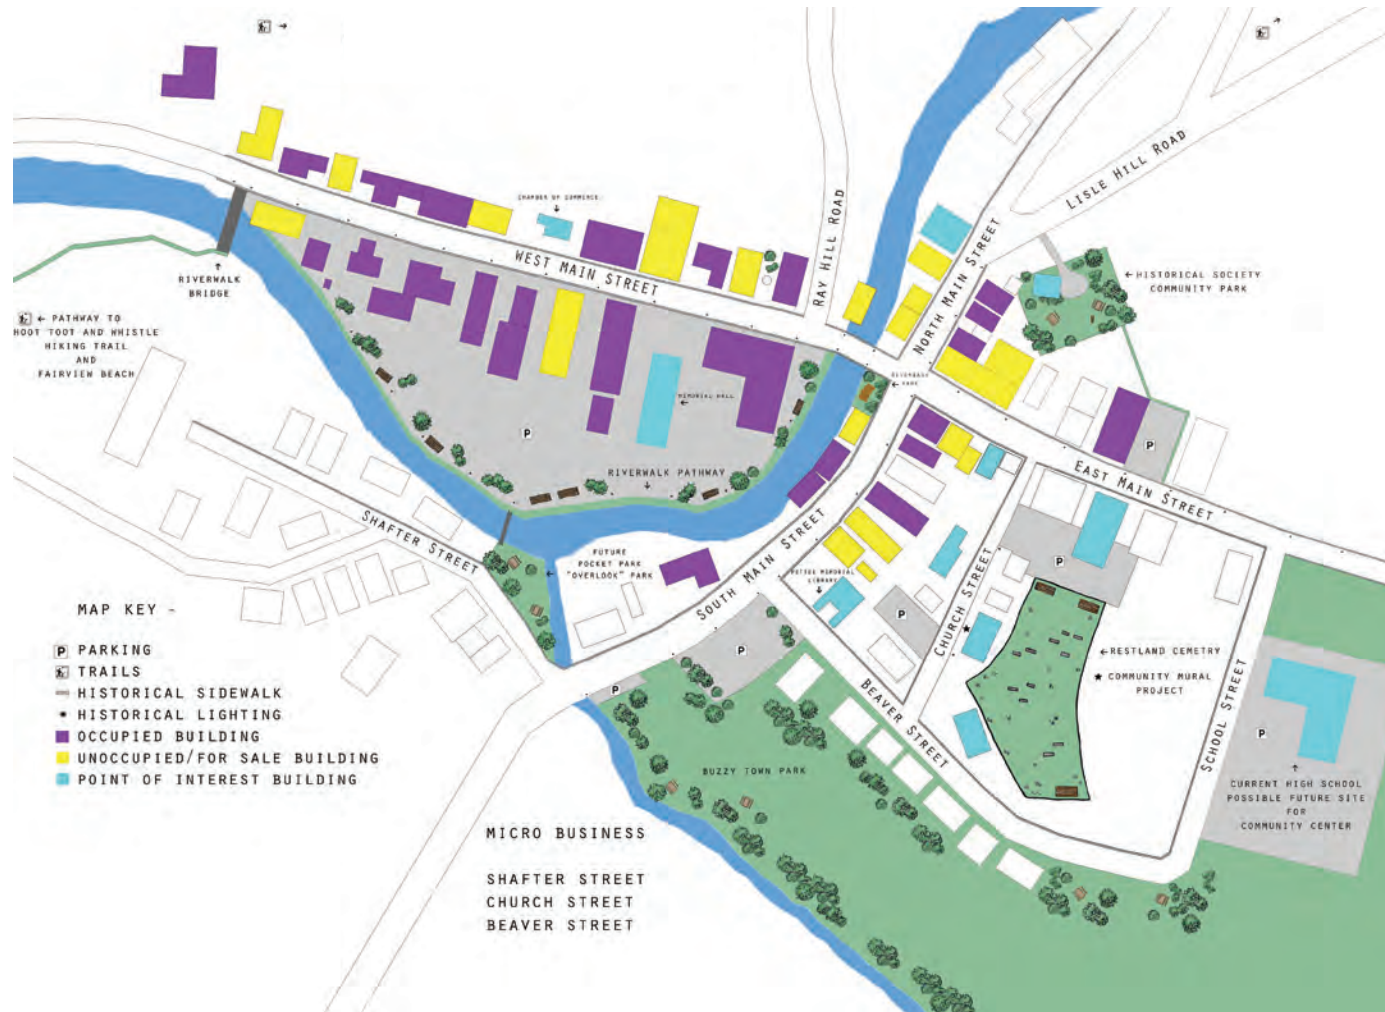 LISLE HILL ROAD
CHAMBER OF COMMERCE
WEST MAIN STREET
RAY HILL ROAD
NORTH MAIN STREET
←HISTORICAL SOCIETY
COMMUNITY PARK
RIVERWALK
BRIDGE
← PATHWAY TO
HOOT TOOT AND WHISTLE
HIKING TRAIL
AND
FAIRVIEW BEACH
PARK
←
MEMORIAL HALL
←
P
P
RIVERWALK PATHWAY
EAST MAIN STREET
SHAFTER STREET
FUTURE
POCKET PARK
"OVERLOOK" PARK
SOUTH MAIN STREET
MEMORIAL
LIBRARY
P
CHURCH STREET
P
P
P
BEAVER STREET
←RESTLAND CEMETRY
★ COMMUNITY MURAL
PROJECT
SCHOOL STREET
P
BUZZY TOWN PARK
CURRENT HIGH SCHOOL
POSSIBLE FUTURE SITE
FOR
COMMUNITY CENTER
MAP KEY -
P PARKING
TRAILS
HISTORICAL SIDEWALK
HISTORICAL LIGHTING
OCCUPIED BUILDING
UNOCCUPIED/FOR SALE BUILDING
POINT OF INTEREST BUILDING
MICRO BUSINESS
SHAFTER STREET
CHURCH STREET
BEAVER STREET